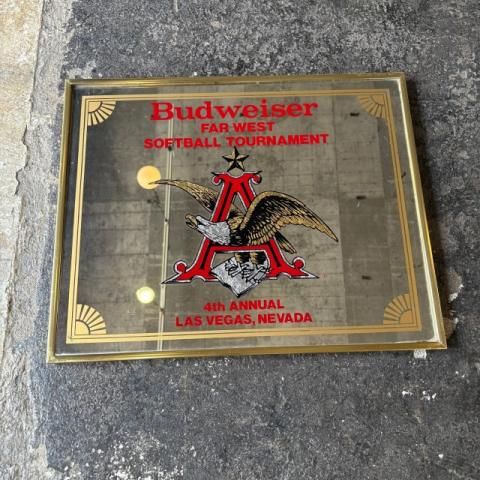 Budweiser
FAR WEST
SOFTBALL TOURNAMENT
A
4th ANNUAL
LAS VEGAS, NEVADA